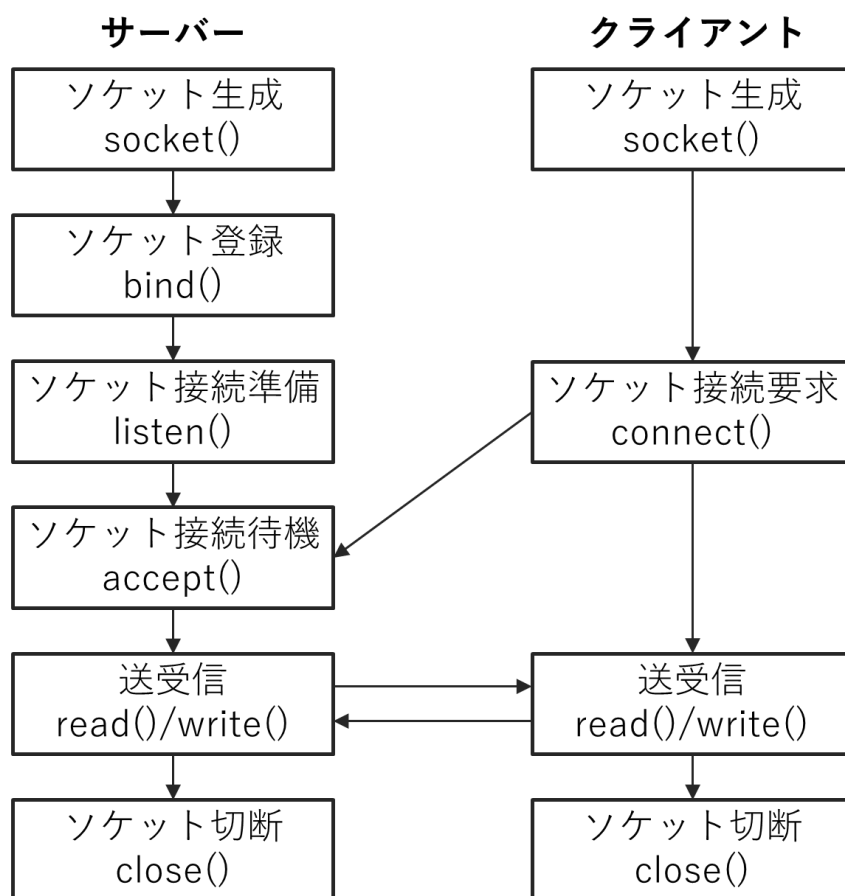 サーバー
ソケット生成
socket()
ソケット登録
bind()
ソケット接続準備
listen()
ソケット接続待機
accept()
送受信
read()/write()
ソケット切断
close()
クライアント
ソケット生成
socket()
ソケット接続要求
connect()
送受信
read()/write()
ソケット切断
close()